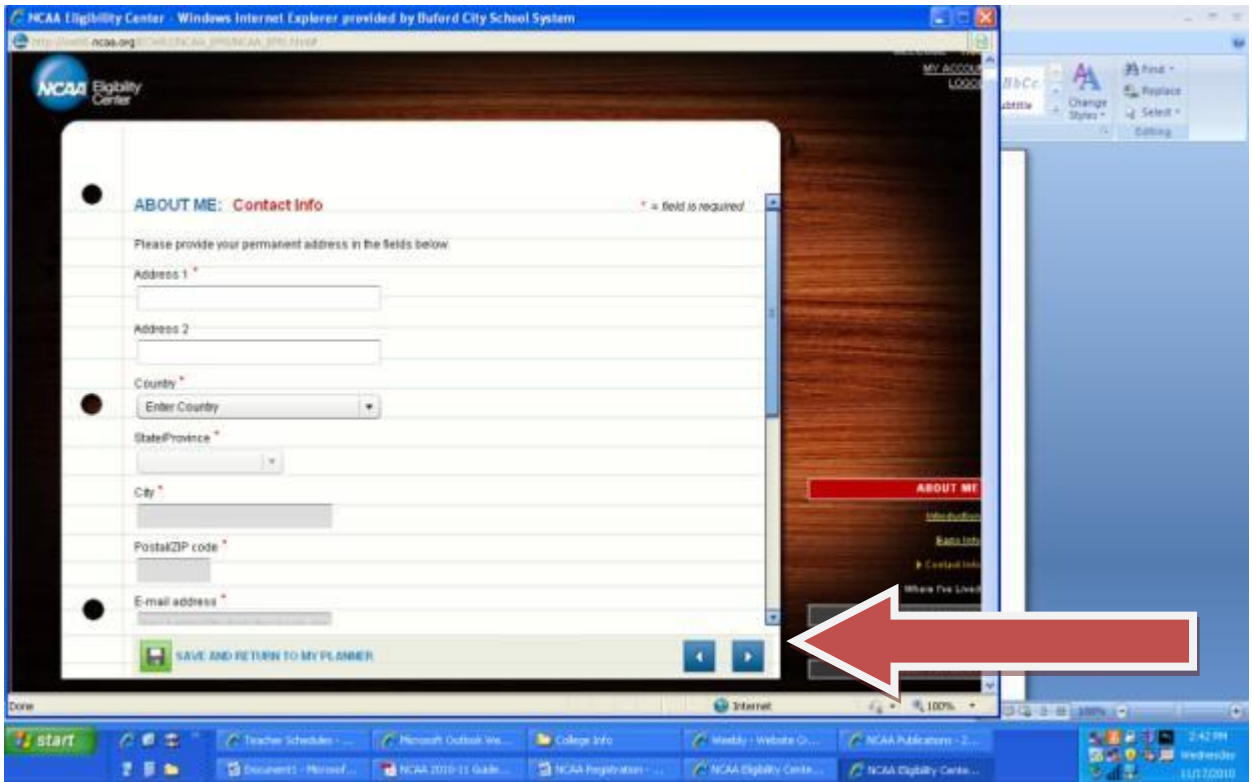 NCAA Eligibility Center - Windows Internet Explorer provided by Buford City School System
ncaa.org
MY ACCOU
LOGO
NCAA Eligibility
Center
Find
Replace
Change
Styles
Select
Editing
ABOUT ME: Contact Info
* = field is required
Please provide your permanent address in the fields below.
Address 1 *
Address 2
Country *
Enter Country
State/Province *
City *
Postal/ZIP code *
E-mail address *
SAVE AND RETURN TO MY PLANNER
ABOUT ME
Introduction
Basic Info
Contact Info
Where I've Lived
Done
Internet
100%
100%
start
Teacher Schedules - ...
Microsoft Outlook We...
College Info
Weebly - Website Cr...
NCAA Publications - 2...
2:42 PM
Document1 - Microsof...
NCAA 2010-11 Guide...
NCAA Registration - ...
NCAA Eligibility Cente...
NCAA Eligibility Cente...
Wednesday
11/17/2010